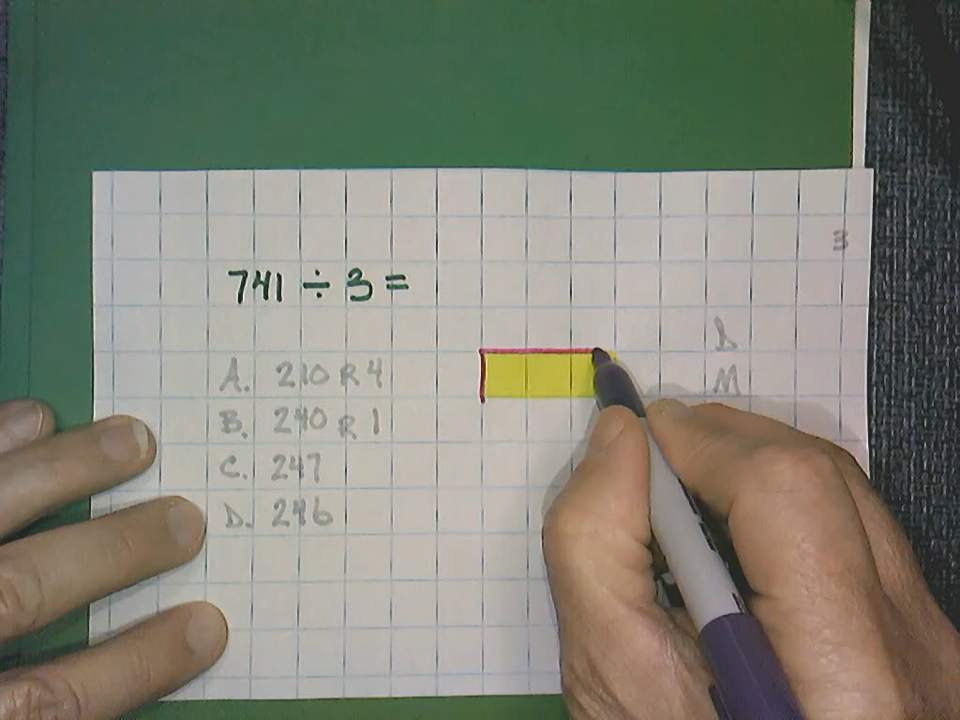 3
741 ÷ 3 =
D
A. 210 R 4
M
B. 240 R 1
C. 247
D. 246